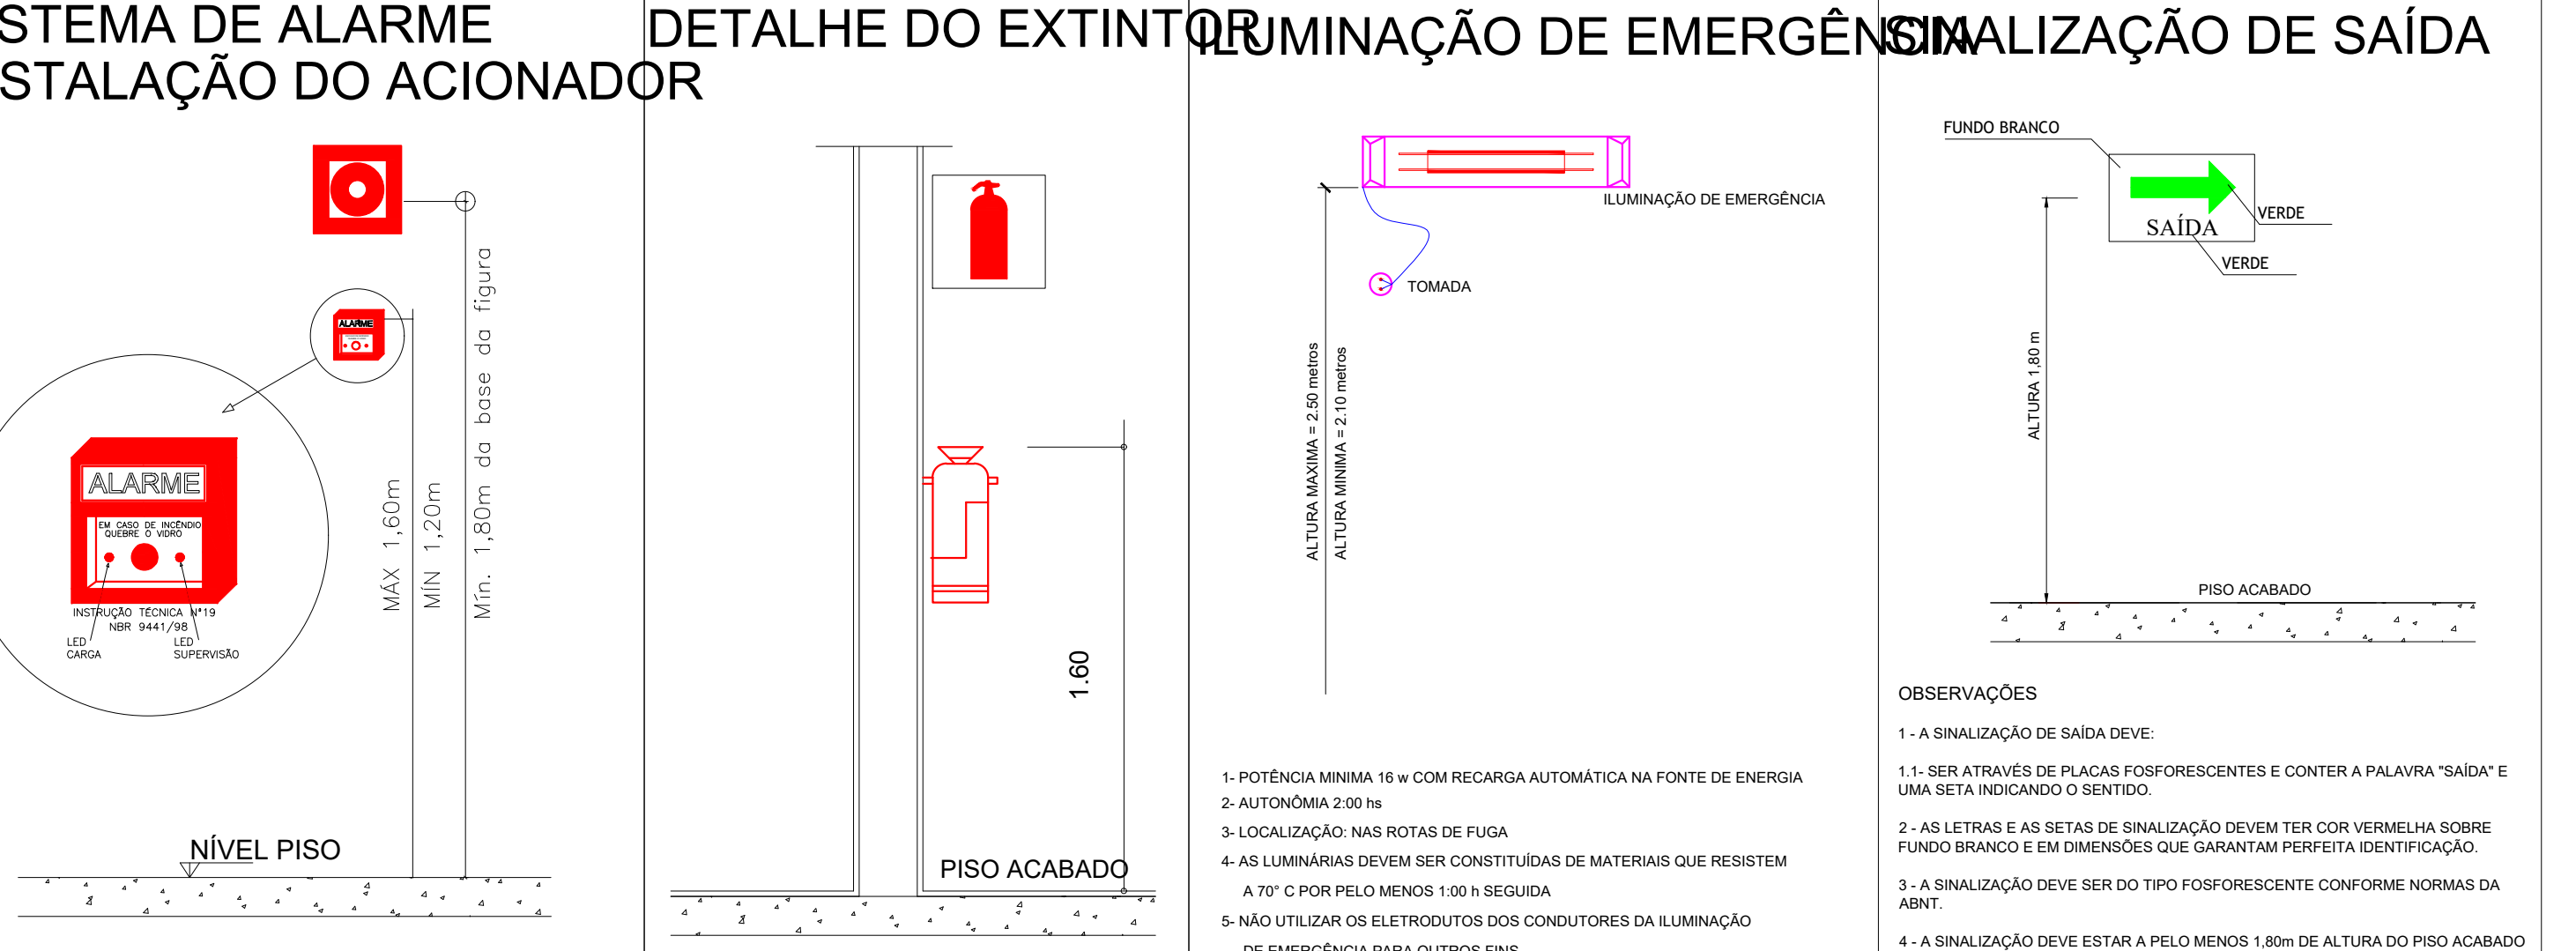 STEMA DE ALARME
STALAÇÃO DO ACIONADOR
ALARME
MÁX 1,60m
MÍN 1,20m
Mín. 1,80m da base da figura
ALARME
EM CASO DE INCÊNDIO
QUEBRE O VIDRO
INSTRUÇÃO TÉCNICA Nº19
NBR 9441/98
LED
CARGA
LED
SUPERVISÃO
NÍVEL PISO
DETALHE DO EXTINTOR
1.60
PISO ACABADO
ILUMINAÇÃO DE EMERGÊNCIA
ILUMINAÇÃO DE EMERGÊNCIA
TOMADA
ALTURA MAXIMA = 2.50 metros
ALTURA MINIMA = 2.10 metros
1- POTÊNCIA MINIMA 16 w COM RECARGA AUTOMÁTICA NA FONTE DE ENERGIA
2- AUTONÔMIA 2:00 hs
3- LOCALIZAÇÃO: NAS ROTAS DE FUGA
4- AS LUMINÁRIAS DEVEM SER CONSTITUÍDAS DE MATERIAIS QUE RESISTEM
A 70° C POR PELO MENOS 1:00 h SEGUIDA
5- NÃO UTILIZAR OS ELETRODUTOS DOS CONDUTORES DA ILUMINAÇÃO
DE EMERGÊNCIA PARA OUTROS FINS
SINALIZAÇÃO DE SAÍDA
FUNDO BRANCO
VERDE
SAÍDA
VERDE
ALTURA 1,80 m
PISO ACABADO
OBSERVAÇÕES
1 - A SINALIZAÇÃO DE SAÍDA DEVE:
1.1- SER ATRAVÉS DE PLACAS FOSFORESCENTES E CONTER A PALAVRA "SAÍDA" E
UMA SETA INDICANDO O SENTIDO.
2 - AS LETRAS E AS SETAS DE SINALIZAÇÃO DEVEM TER COR VERMELHA SOBRE
FUNDO BRANCO E EM DIMENSÕES QUE GARANTAM PERFEITA IDENTIFICAÇÃO.
3 - A SINALIZAÇÃO DEVE SER DO TIPO FOSFORESCENTE CONFORME NORMAS DA
ABNT.
4 - A SINALIZAÇÃO DEVE ESTAR A PELO MENOS 1,80m DE ALTURA DO PISO ACABADO